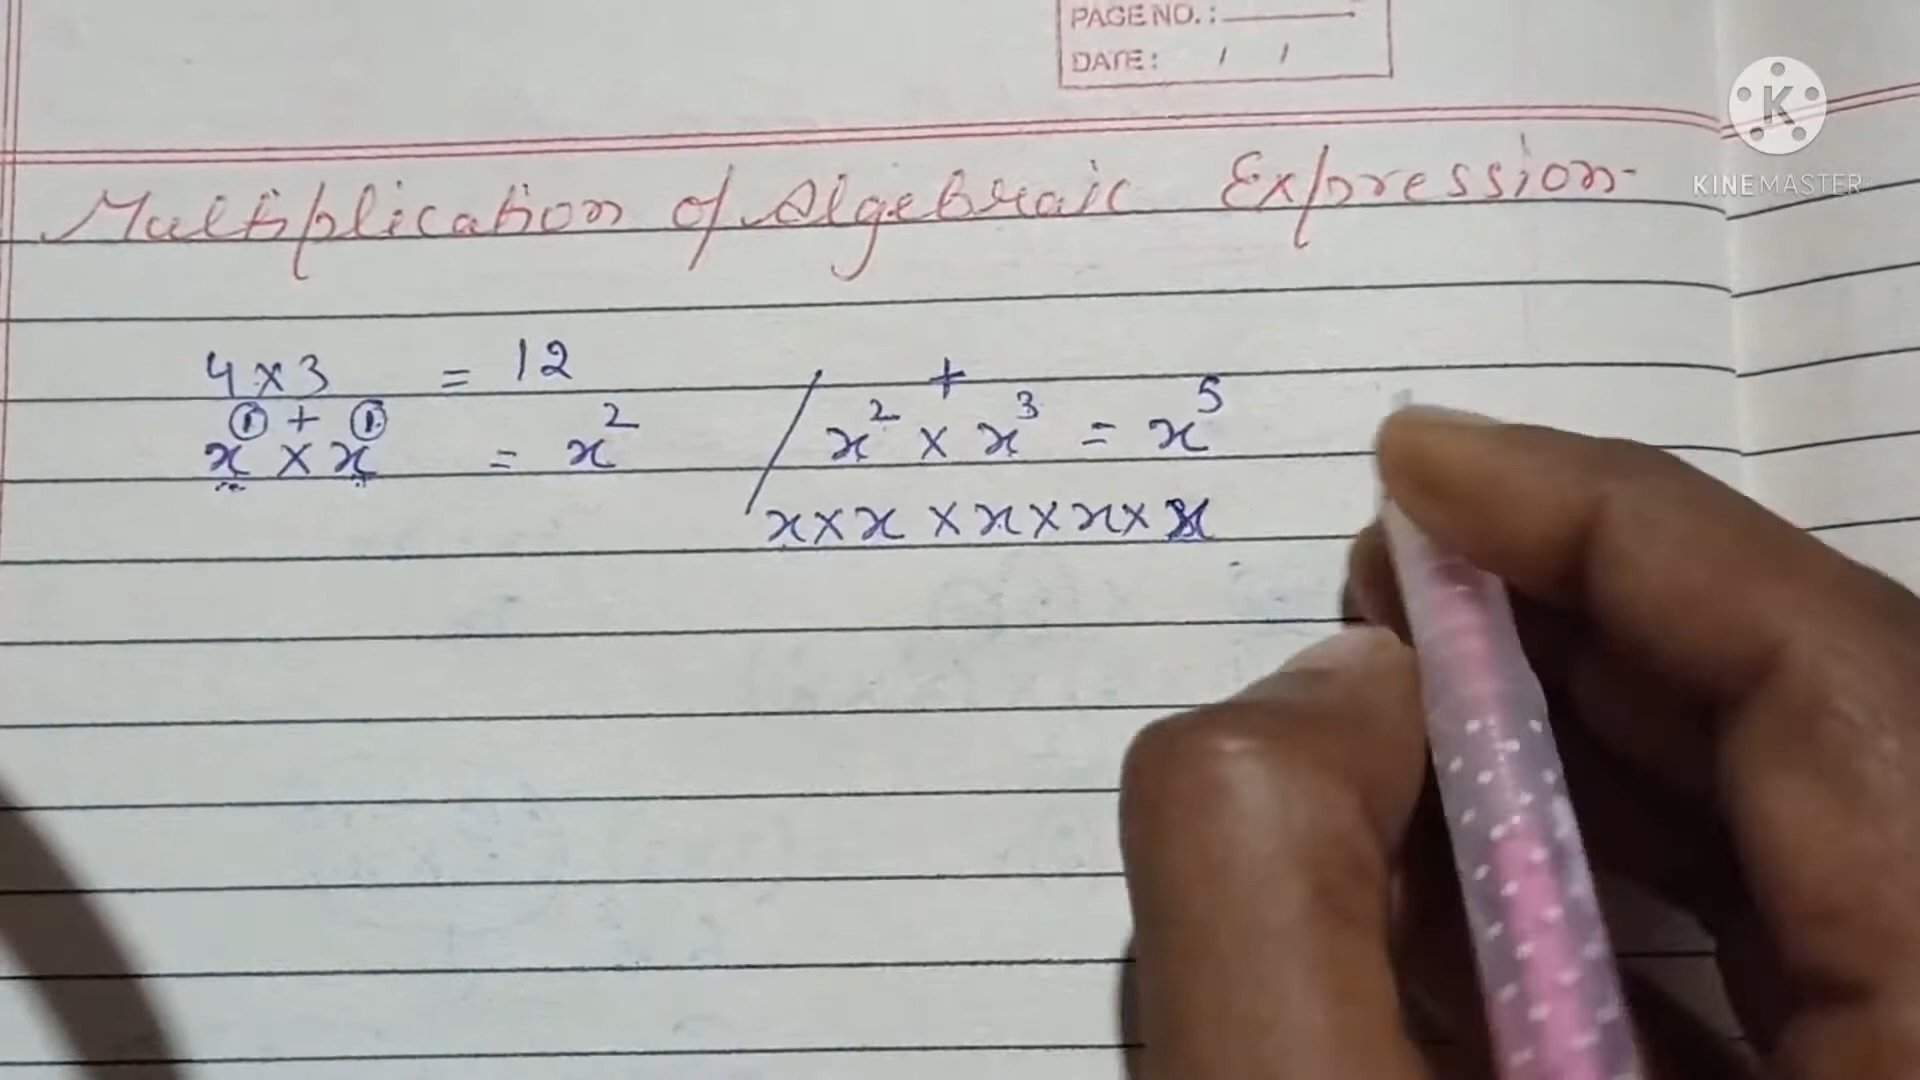 PAGE NO. :
DATE : / /
KINEMASTER
Multiplication of Algebraic Expression
4 × 3 = 12
① + ①
x × x = x²
+
x² × x³ = x⁵
x × x × x × x × x